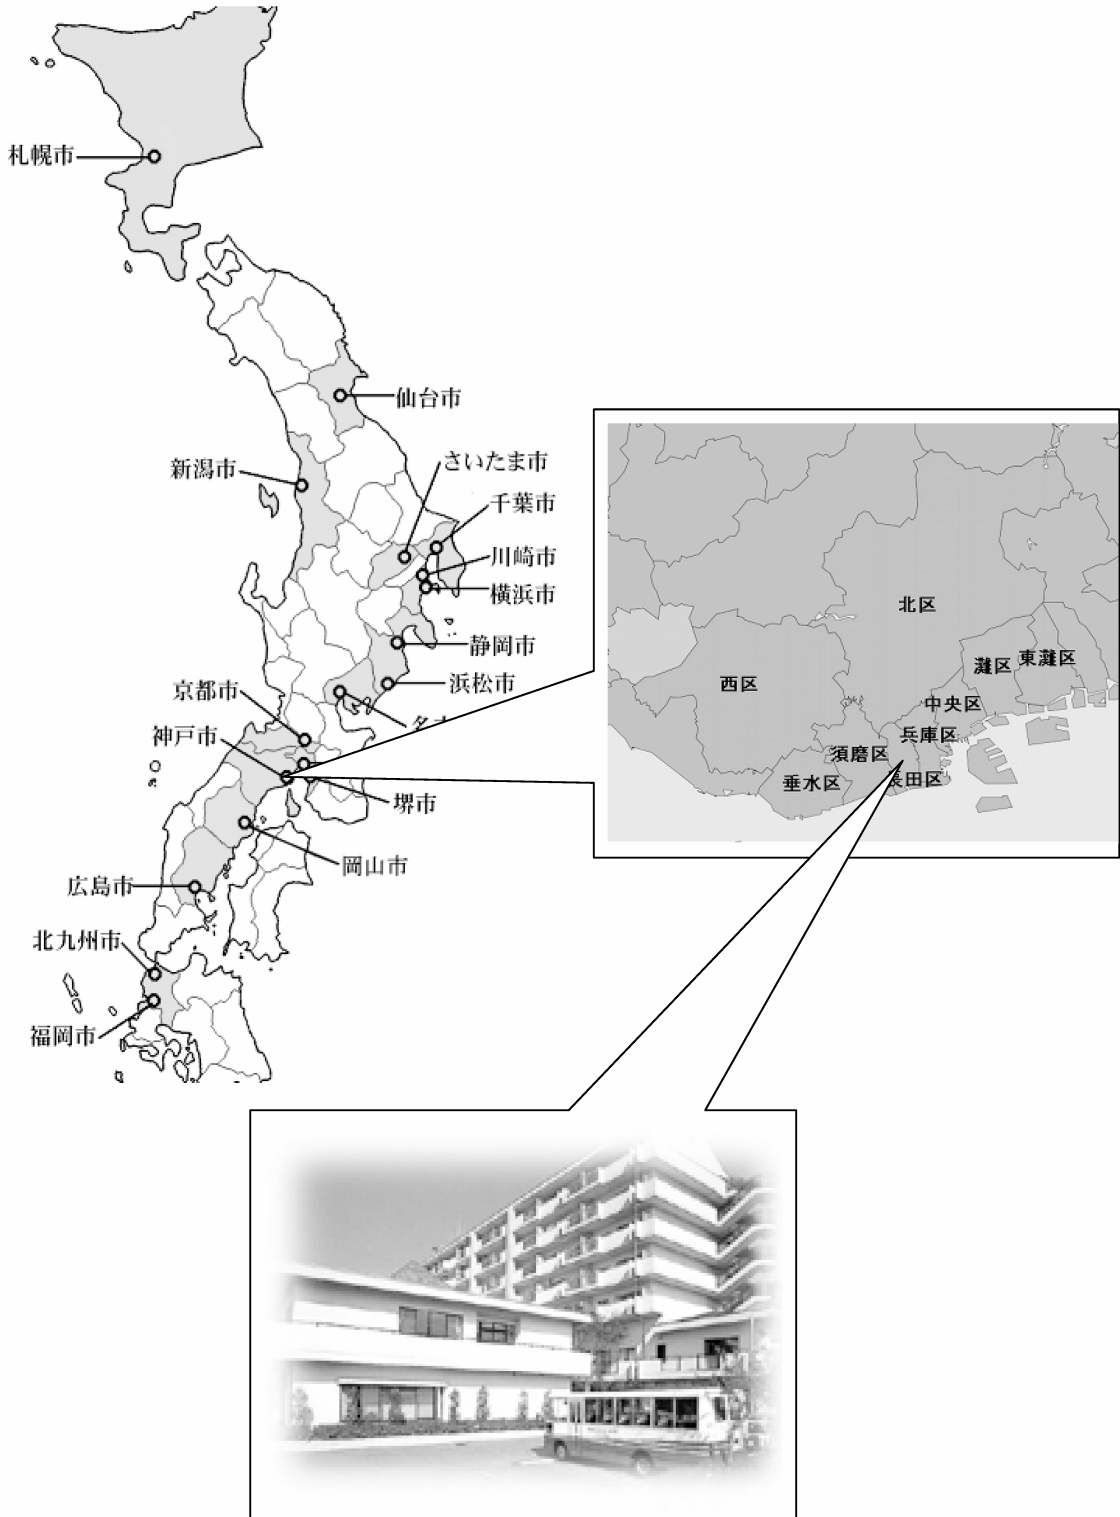 札幌市
仙台市
新潟市
さいたま市
千葉市
川崎市
横浜市
静岡市
浜松市
京都市
神戸市
堺市
岡山市
広島市
北九州市
福岡市
北区
西区
灘区
東灘区
中央区
兵庫区
須磨区
垂水区
長田区